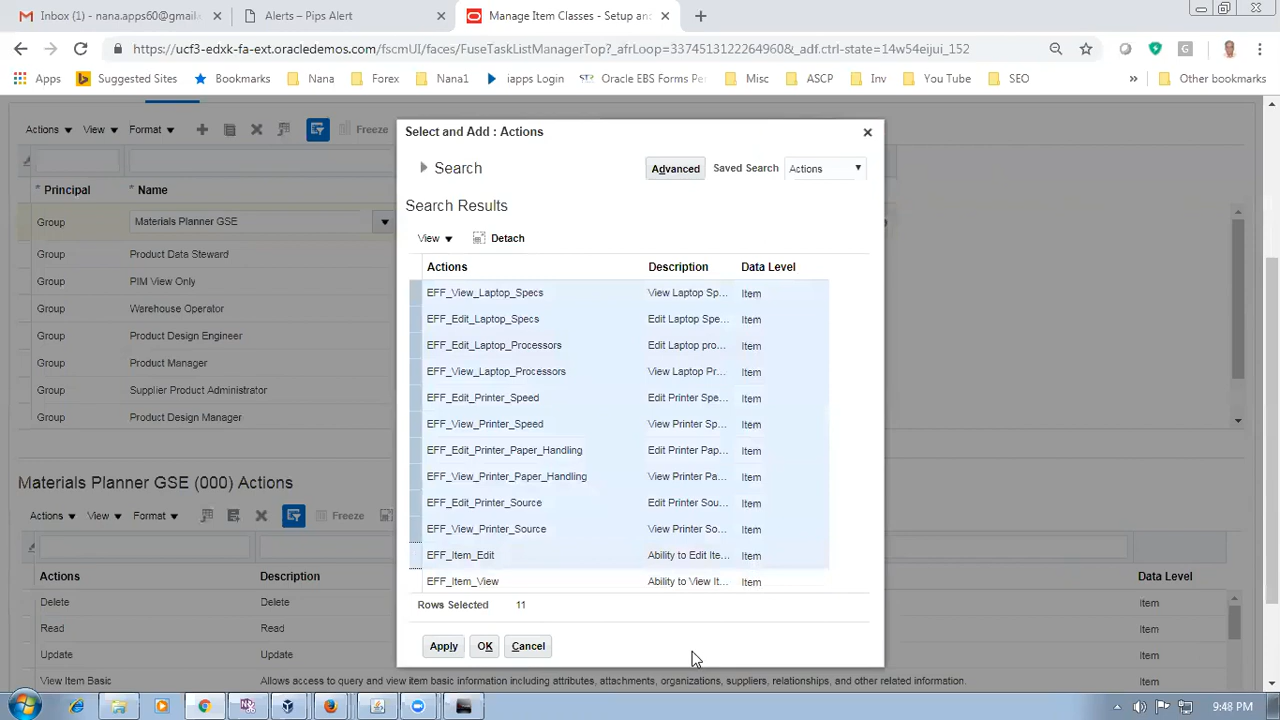 Inbox (1) - nana.apps60@gmail
Alerts – Pips Alert
Manage Item Classes - Setup an
https://ucf3-edxk-fa-ext.oracledemos.com/fscmUI/faces/FuseTaskListManagerTop?_afrLoop=3374513122264960&_adf.ctrl-state=14w54eijui_152
Apps Suggested Sites Bookmarks Nana Forex Nana1 iapps Login Oracle EBS Forms Pe Misc ASCP Inv You Tube SEO » Other bookmarks
Actions View Format Freeze
* Principal * Name
Group Materials Planner GSE
Group Product Data Steward
Group PIM View Only
Group Warehouse Operator
Group Product Design Engineer
Group Product Manager
Group Supplier Product Administrator
Group Product Design Manager
Materials Planner GSE (000) Actions
Actions View Format Freeze
Actions Description Data Level
Delete Delete Item
Read Read Item
Update Update Item
View Item Basic Allows access to query and view item basic information including attributes, attachments, organizations, suppliers, relationships, and other related information. Item
Select and Add : Actions
Search Advanced Saved Search Actions
Search Results
View Detach
Actions Description Data Level
EFF_View_Laptop_Specs View Laptop Sp... Item
EFF_Edit_Laptop_Specs Edit Laptop Spe... Item
EFF_Edit_Laptop_Processors Edit Laptop pro... Item
EFF_View_Laptop_Processors View Laptop Pr... Item
EFF_Edit_Printer_Speed Edit Printer Spe... Item
EFF_View_Printer_Speed View Printer Sp... Item
EFF_Edit_Printer_Paper_Handling Edit Printer Pap... Item
EFF_View_Printer_Paper_Handling View Printer Pa... Item
EFF_Edit_Printer_Source Edit Printer Sou... Item
EFF_View_Printer_Source View Printer So... Item
EFF_Item_Edit Ability to Edit Ite... Item
EFF_Item_View Ability to View It... Item
Rows Selected 11
Apply OK Cancel
9:48 PM